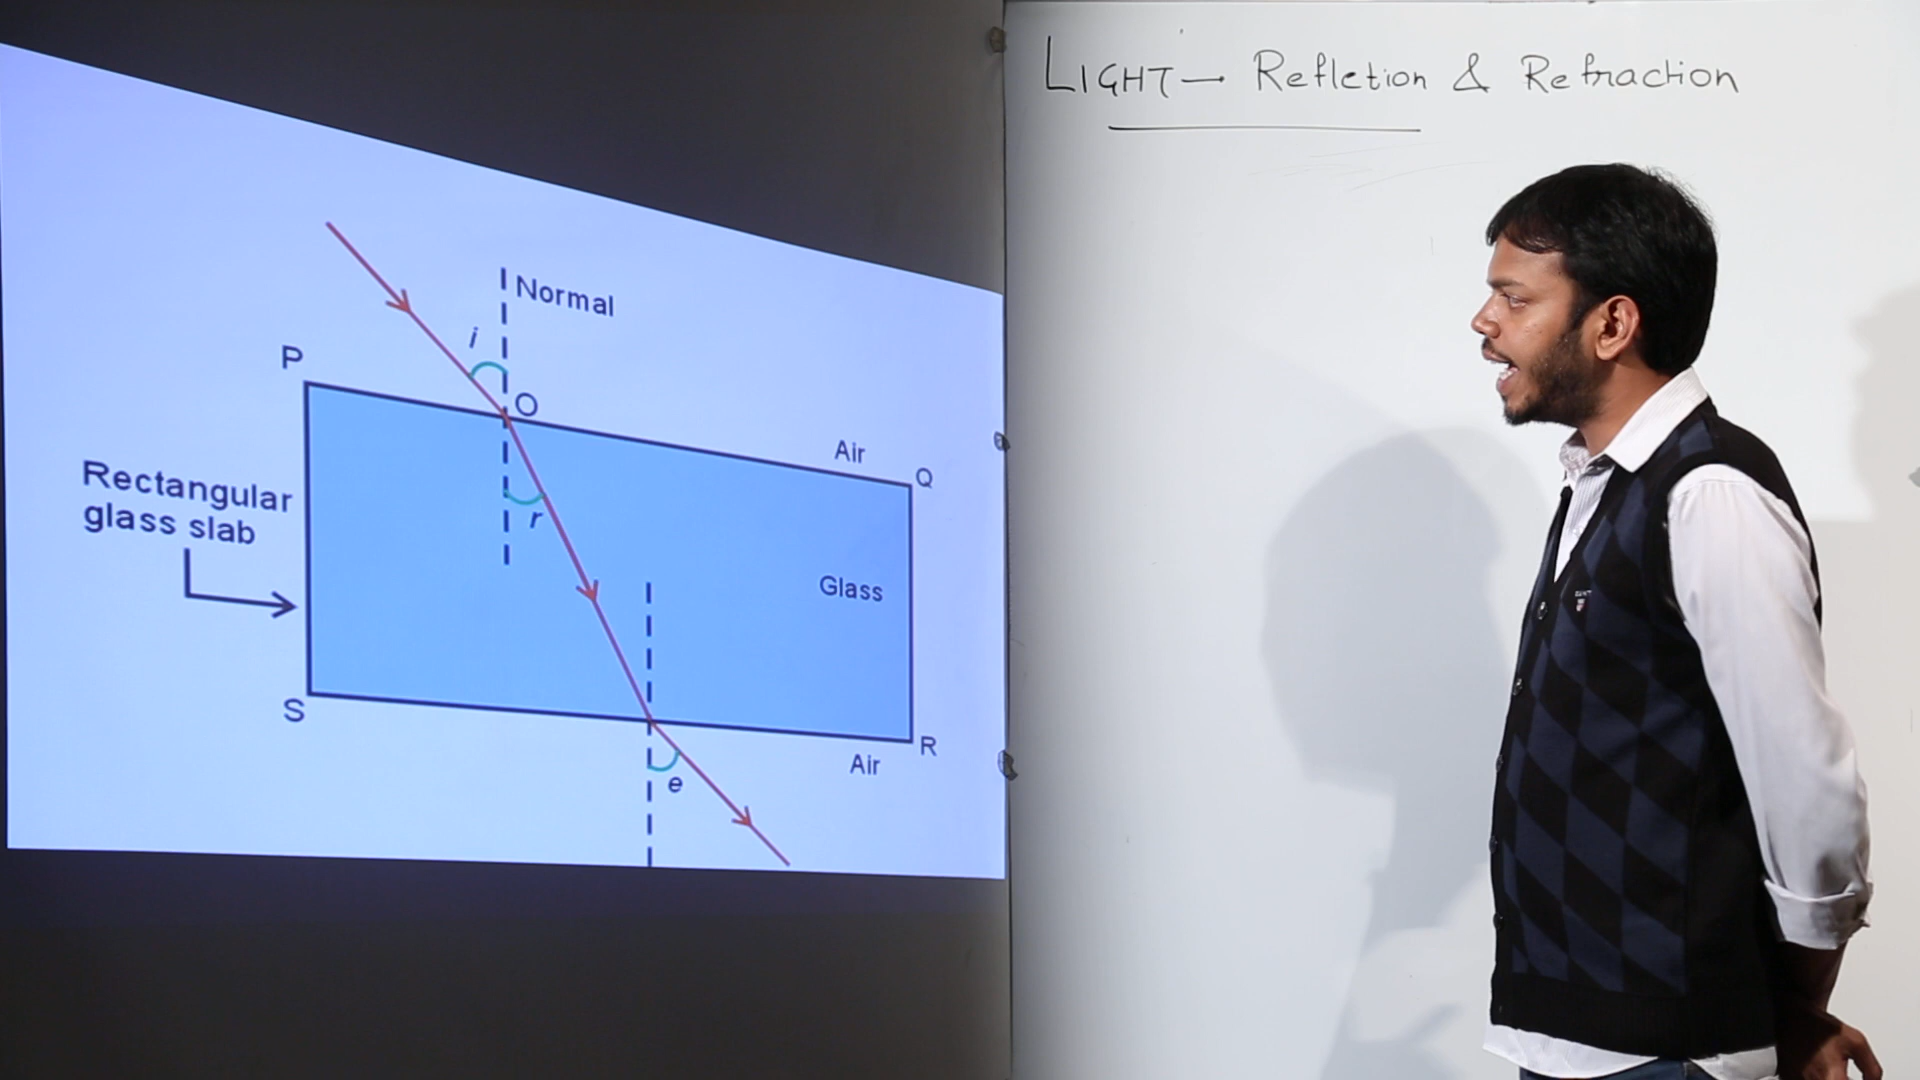 LIGHT → Refletion & Refraction
Normal
i
P
O
Air
Q
Rectangular
glass slab
r
Glass
S
R
Air
e